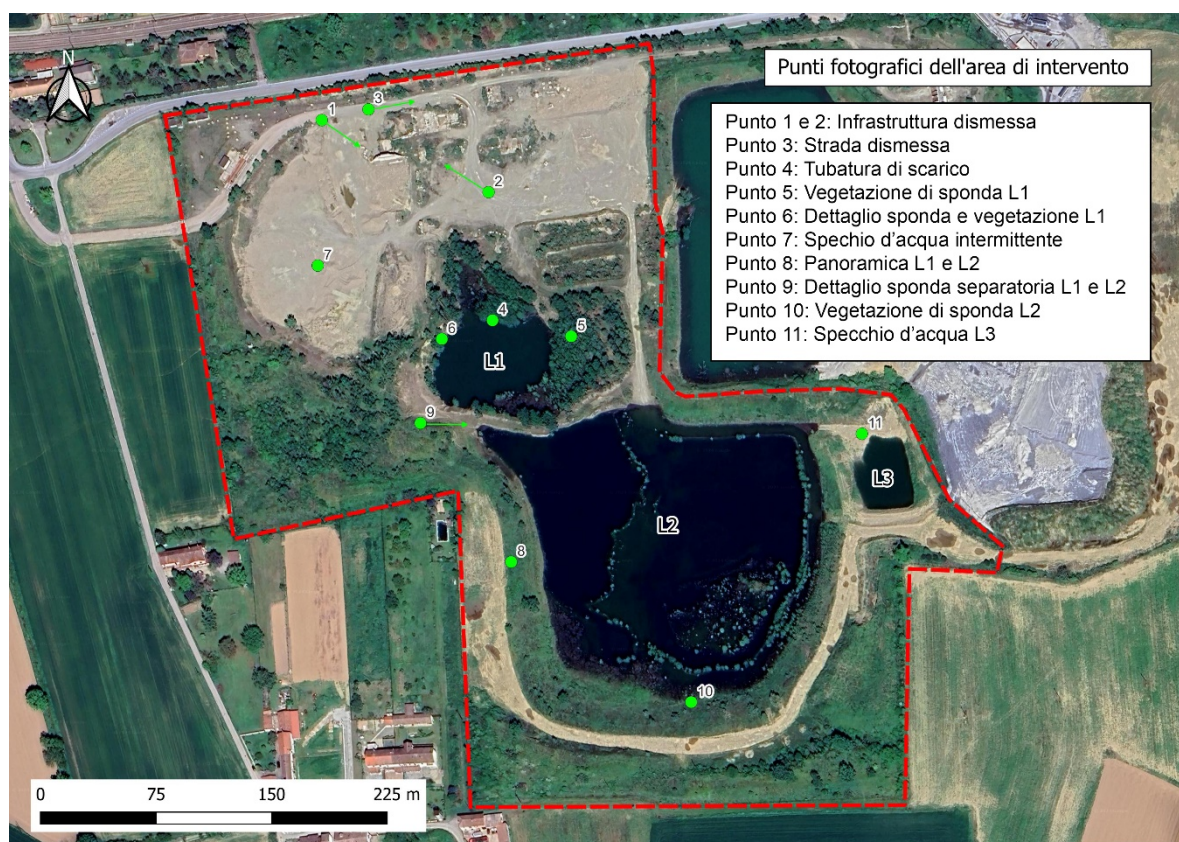 N
Punti fotografici dell'area di intervento
Punto 1 e 2: Infrastruttura dismessa
Punto 3: Strada dismessa
Punto 4: Tubatura di scarico
Punto 5: Vegetazione di sponda L1
Punto 6: Dettaglio sponda e vegetazione L1
Punto 7: Spechio d'acqua intermittente
Punto 8: Panoramica L1 e L2
Punto 9: Dettaglio sponda separatoria L1 e L2
Punto 10: Vegetazione di sponda L2
Punto 11: Specchio d'acqua L3
3
1
2
7
4
5
6
L1
9
11
L3
L2
8
10
0 75 150 225 m